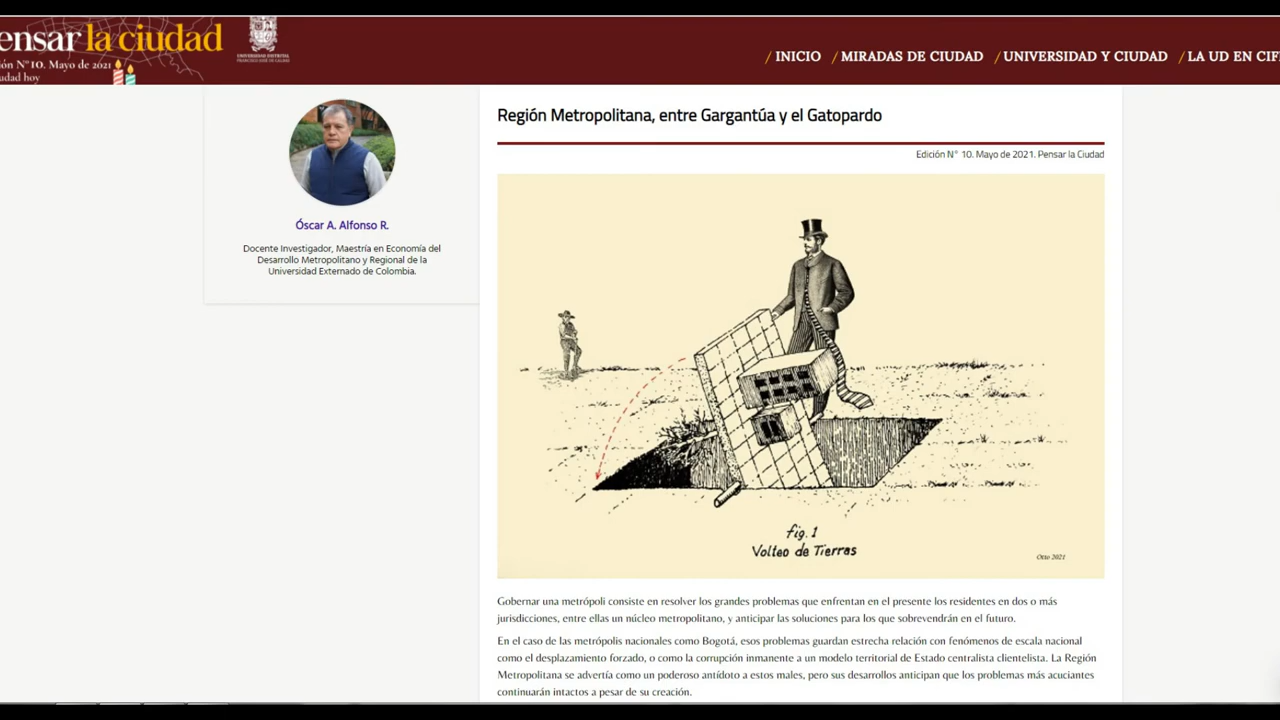 ensar la ciudad
ión N°10. Mayo de 2021
udad hoy
UNIVERSIDAD DISTRITAL
FRANCISCO JOSÉ DE CALDAS
/ INICIO / MIRADAS DE CIUDAD / UNIVERSIDAD Y CIUDAD / LA UD EN CIF
Óscar A. Alfonso R.
Docente Investigador, Maestría en Economía del
Desarrollo Metropolitano y Regional de la
Universidad Externado de Colombia.
Región Metropolitana, entre Gargantúa y el Gatopardo
Edición N° 10. Mayo de 2021. Pensar la Ciudad
fig. 1
Volteo de Tierras
Otto 2021
Gobernar una metrópoli consiste en resolver los grandes problemas que enfrentan en el presente los residentes en dos o más
jurisdicciones, entre ellas un núcleo metropolitano, y anticipar las soluciones para los que sobrevendrán en el futuro.
En el caso de las metrópolis nacionales como Bogotá, esos problemas guardan estrecha relación con fenómenos de escala nacional
como el desplazamiento forzado, o como la corrupción inmanente a un modelo territorial de Estado centralista clientelista. La Región
Metropolitana se advertía como un poderoso antídoto a estos males, pero sus desarrollos anticipan que los problemas más acuciantes
continuarán intactos a pesar de su creación.